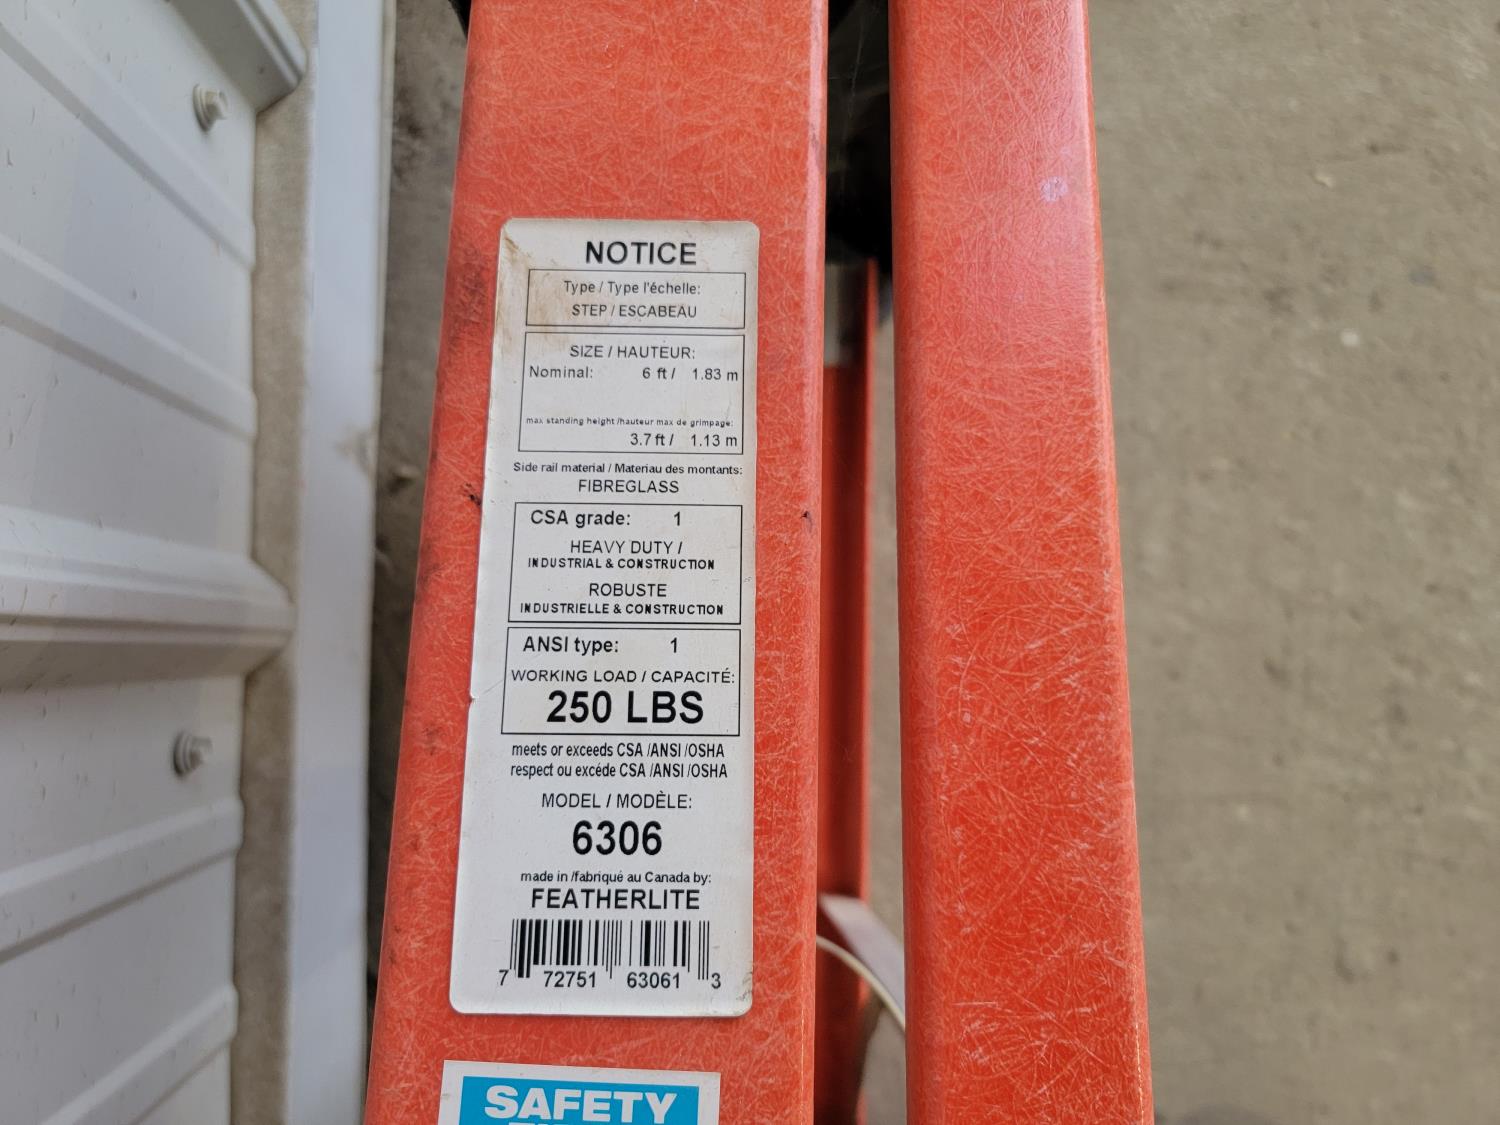 NOTICE
Type / Type l'échelle:
STEP / ESCABEAU
SIZE / HAUTEUR:
Nominal: 6 ft / 1.83 m
max standing height /hauteur max de grimpage:
3.7 ft / 1.13 m
Side rail material / Materiau des montants:
FIBREGLASS
CSA grade: 1
HEAVY DUTY /
INDUSTRIAL & CONSTRUCTION
ROBUSTE
INDUSTRIELLE & CONSTRUCTION
ANSI type: 1
WORKING LOAD / CAPACITÉ:
250 LBS
meets or exceeds CSA /ANSI /OSHA
respect ou excéde CSA /ANSI /OSHA
MODEL / MODÈLE:
6306
made in /fabriqué au Canada by:
FEATHERLITE
7 72751 63061 3
SAFETY